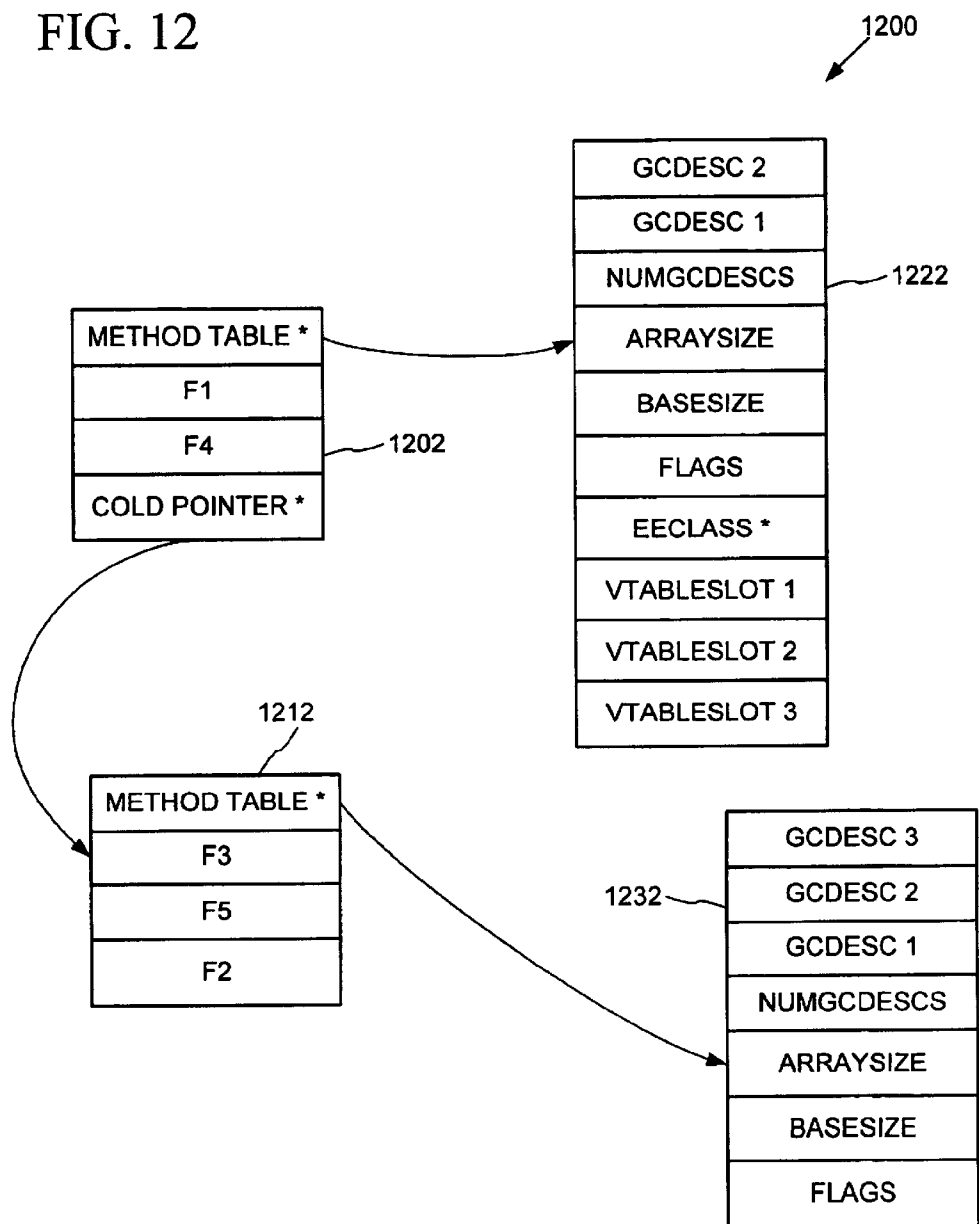 FIG. 12
1200
GCDESC 2
GCDESC 1
NUMGCDESCS
1222
ARRAYSIZE
BASESIZE
FLAGS
EECLASS *
VTABLESLOT 1
VTABLESLOT 2
VTABLESLOT 3
METHOD TABLE *
F1
F4
1202
COLD POINTER *
1212
METHOD TABLE *
F3
F5
F2
GCDESC 3
1232
GCDESC 2
GCDESC 1
NUMGCDESCS
ARRAYSIZE
BASESIZE
FLAGS